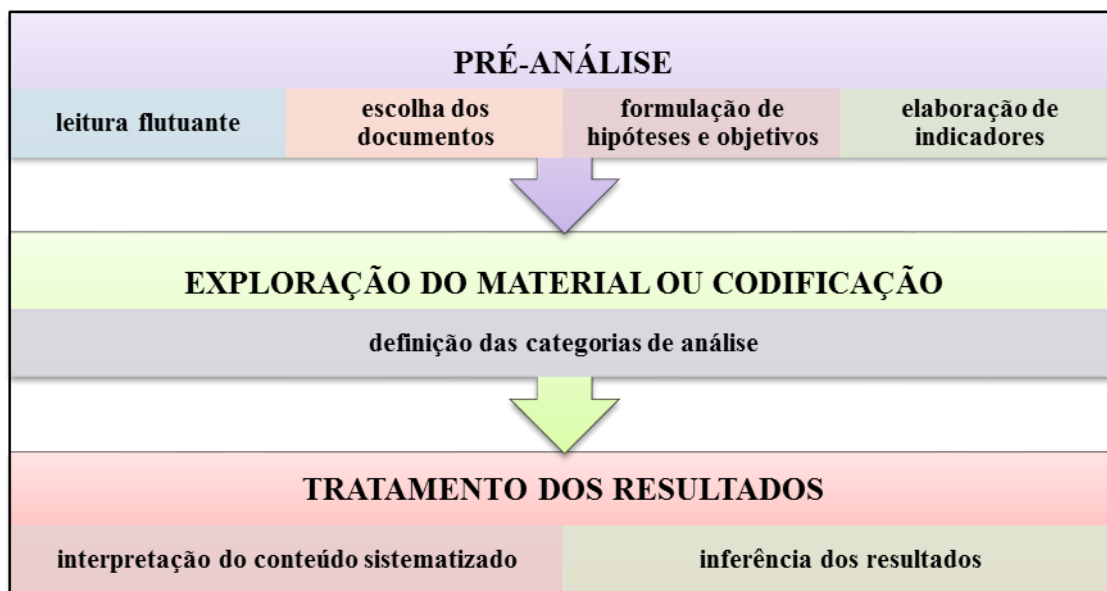 PRÉ-ANÁLISE
leitura flutuante
escolha dos
documentos
formulação de
hipóteses e objetivos
elaboração de
indicadores
EXPLORAÇÃO DO MATERIAL OU CODIFICAÇÃO
definição das categorias de análise
TRATAMENTO DOS RESULTADOS
interpretação do conteúdo sistematizado
inferência dos resultados